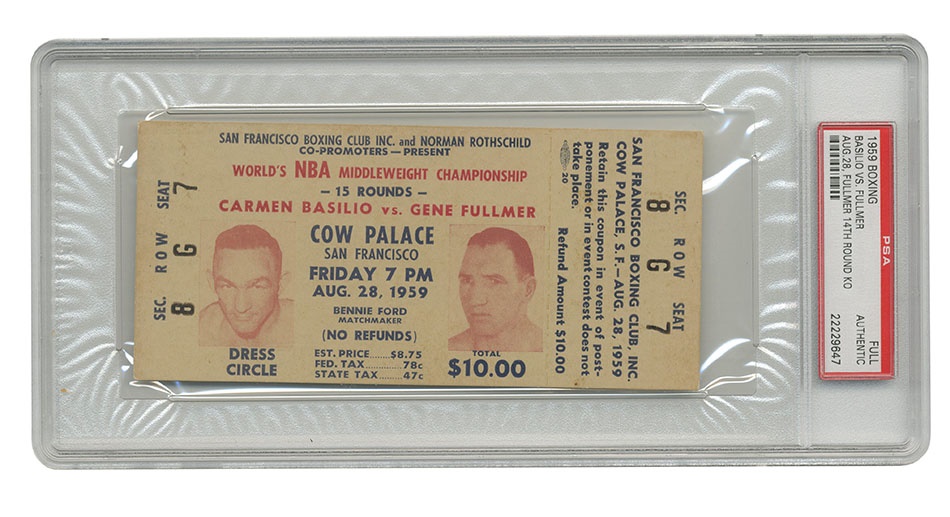 SAN FRANCISCO BOXING CLUB INC. and NORMAN ROTHSCHILD
CO-PROMOTERS—PRESENT
WORLD'S NBA MIDDLEWEIGHT CHAMPIONSHIP
— 15 ROUNDS —
CARMEN BASILIO vs. GENE FULLMER
COW PALACE
SAN FRANCISCO
FRIDAY 7 PM
AUG. 28, 1959
BENNIE FORD
MATCHMAKER
(NO REFUNDS)
DRESS
CIRCLE
EST. PRICE......$8.75
FED. TAX.........78c
STATE TAX......47c
TOTAL
$10.00
SEC. 8 ROW G SEAT 7
SAN FRANCISCO BOXING CLUB, INC.
COW PALACE, S.F.—AUG. 28, 1959
Retain this coupon in event of post-
ponement or in event contest does not
take place.
Refund Amount $10.00
20
SEC. 8 ROW G SEAT 7
PSA
1959 BOXING
BASILIO VS. FULLMER
AUG.28, FULLMER 14TH ROUND KO
FULL
AUTHENTIC
22229647